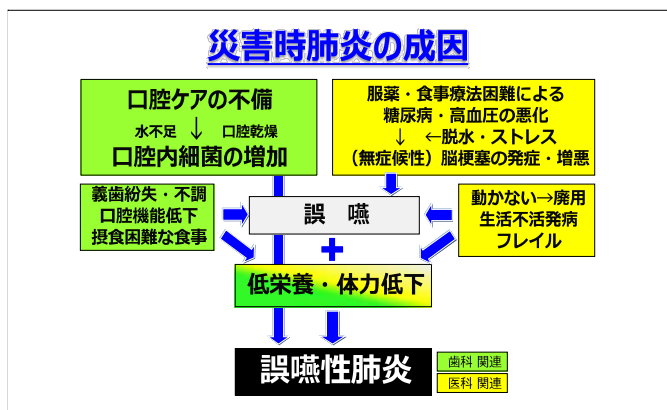 災害時肺炎の成因
口腔ケアの不備
水不足 ↓ 口腔乾燥
口腔内細菌の増加
服薬・食事療法困難による
糖尿病・高血圧の悪化
↓ ←脱水・ストレス
（無症候性）脳梗塞の発症・増悪
義歯紛失・不調
口腔機能低下
摂食困難な食事
誤 嚥
動かない→廃用
生活不活発病
フレイル
+
低栄養・体力低下
誤嚥性肺炎
歯科 関連
医科 関連